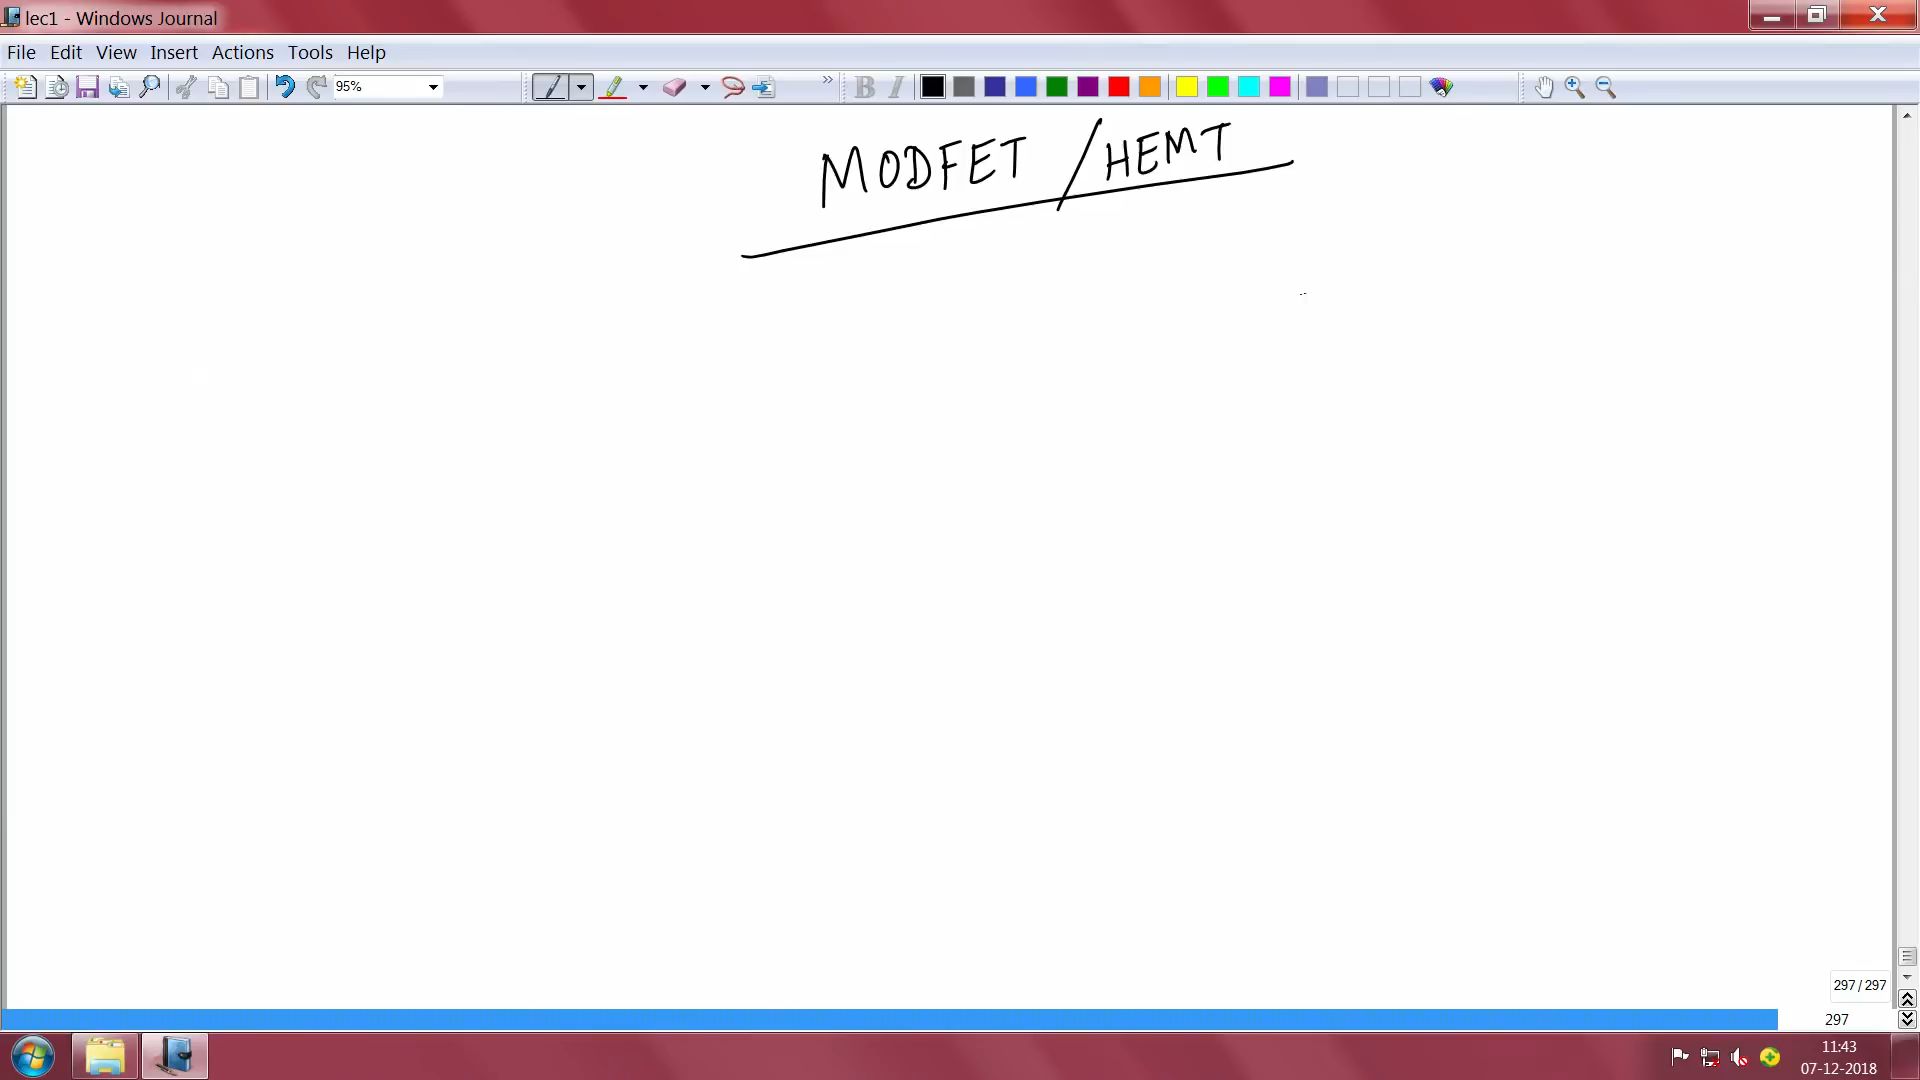 lec1 - Windows Journal
File Edit View Insert Actions Tools Help
95%
MODFET / HEMT
297 / 297
297
11:43
07-12-2018